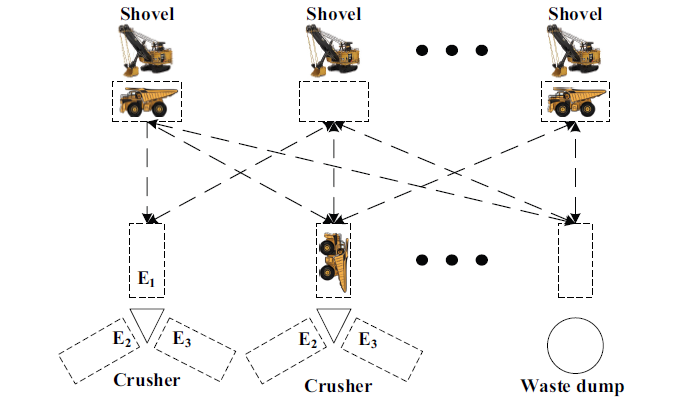 Shovel Shovel Shovel
E1
E2 E3 E2 E3
Crusher Crusher Waste dump